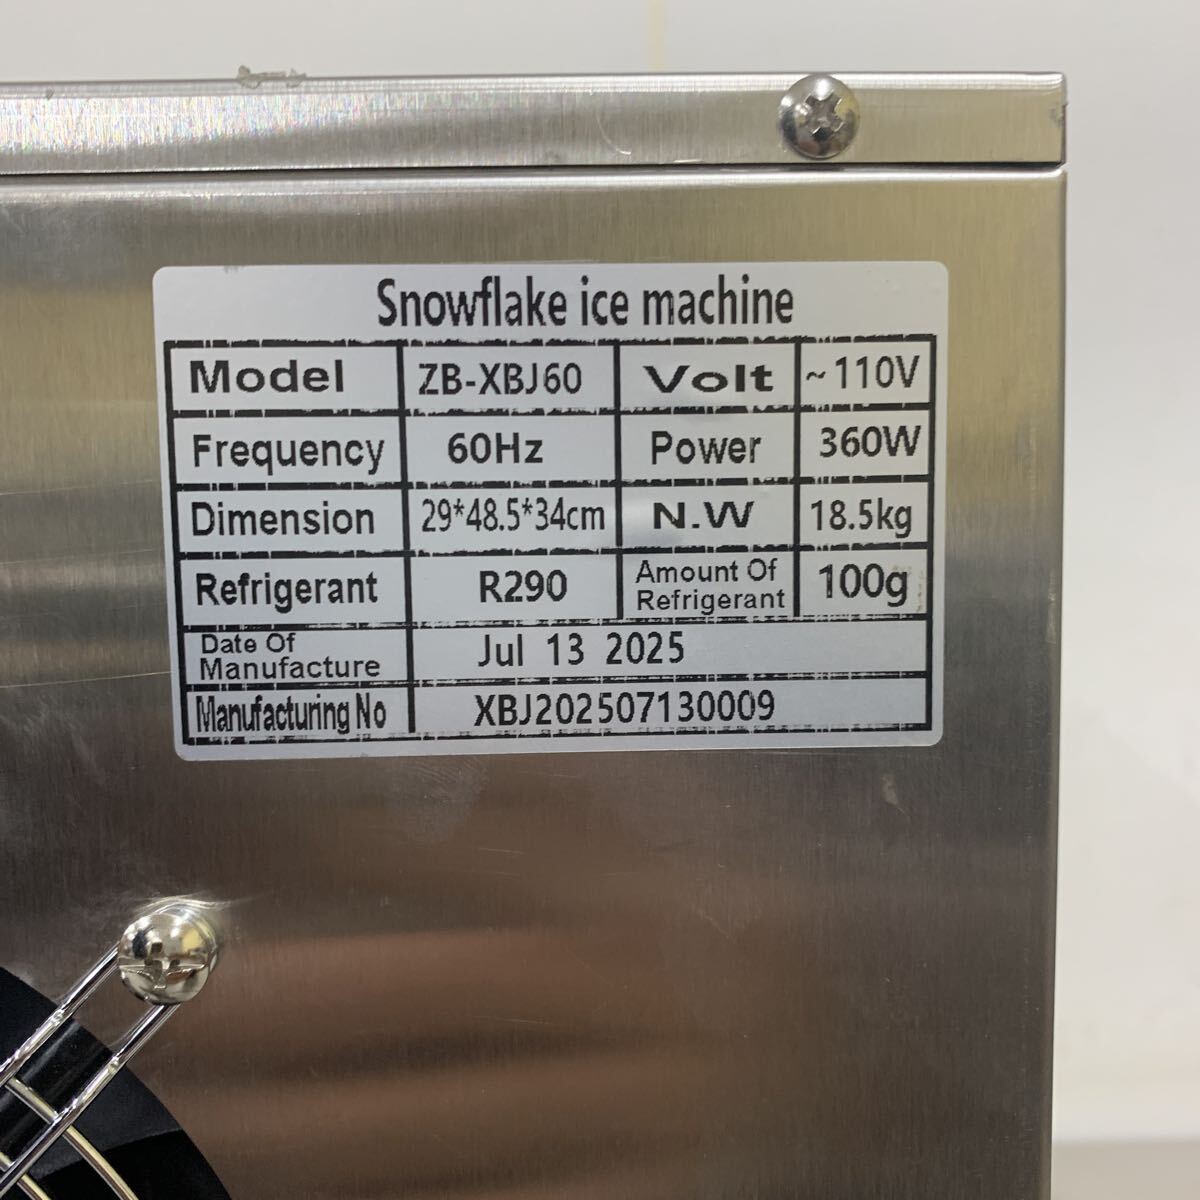 Snowflake ice machine
Model ZB-XBJ60 Volt ~110V
Frequency 60Hz Power 360W
Dimension 29*48.5*34cm N.W 18.5kg
Refrigerant R290 Amount Of Refrigerant 100g
Date Of Manufacture Jul 13 2025
Manufacturing No XBJ202507130009